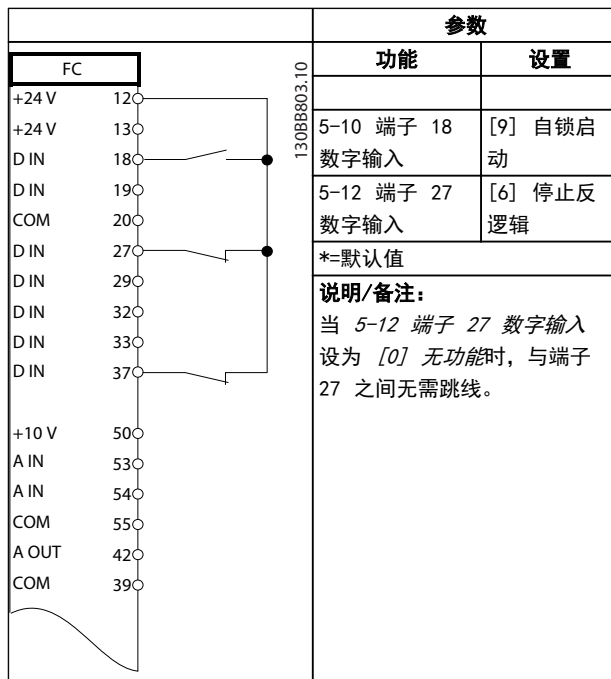 FC
+24 V 12
+24 V 13
D IN 18
D IN 19
COM 20
D IN 27
D IN 29
D IN 32
D IN 33
D IN 37
+10 V 50
A IN 53
A IN 54
COM 55
A OUT 42
COM 39
130BB803.10
参数
功能 设置
5-10 端子 18 [9] 自锁启
数字输入 动
5-12 端子 27 [6] 停止反
数字输入 逻辑
*=默认值
说明/备注：
当 5-12 端子 27 数字输入
设为 [0] 无功能时，与端子
27 之间无需跳线。